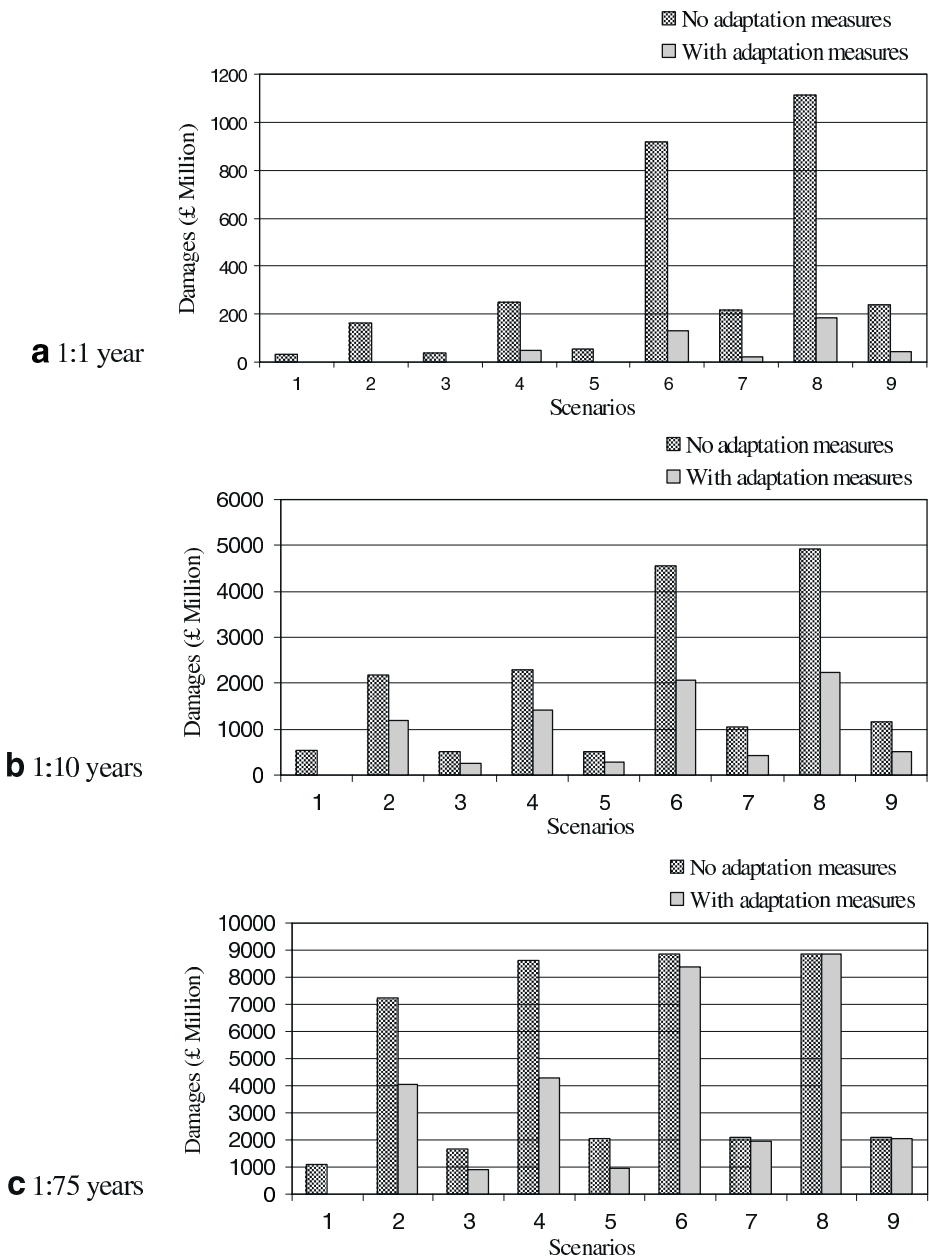 No adaptation measures
With adaptation measures
1200
1000
800
600
400
200
0
Damages (£ Million)
a 1:1 year
1 2 3 4 5 6 7 8 9
Scenarios
No adaptation measures
With adaptation measures
6000
5000
4000
3000
2000
1000
0
Damages (£ Million)
b 1:10 years
1 2 3 4 5 6 7 8 9
Scenarios
No adaptation measures
With adaptation measures
10000
9000
8000
7000
6000
5000
4000
3000
2000
1000
0
Damages (£ Million)
c 1:75 years
1 2 3 4 5 6 7 8 9
Scenarios